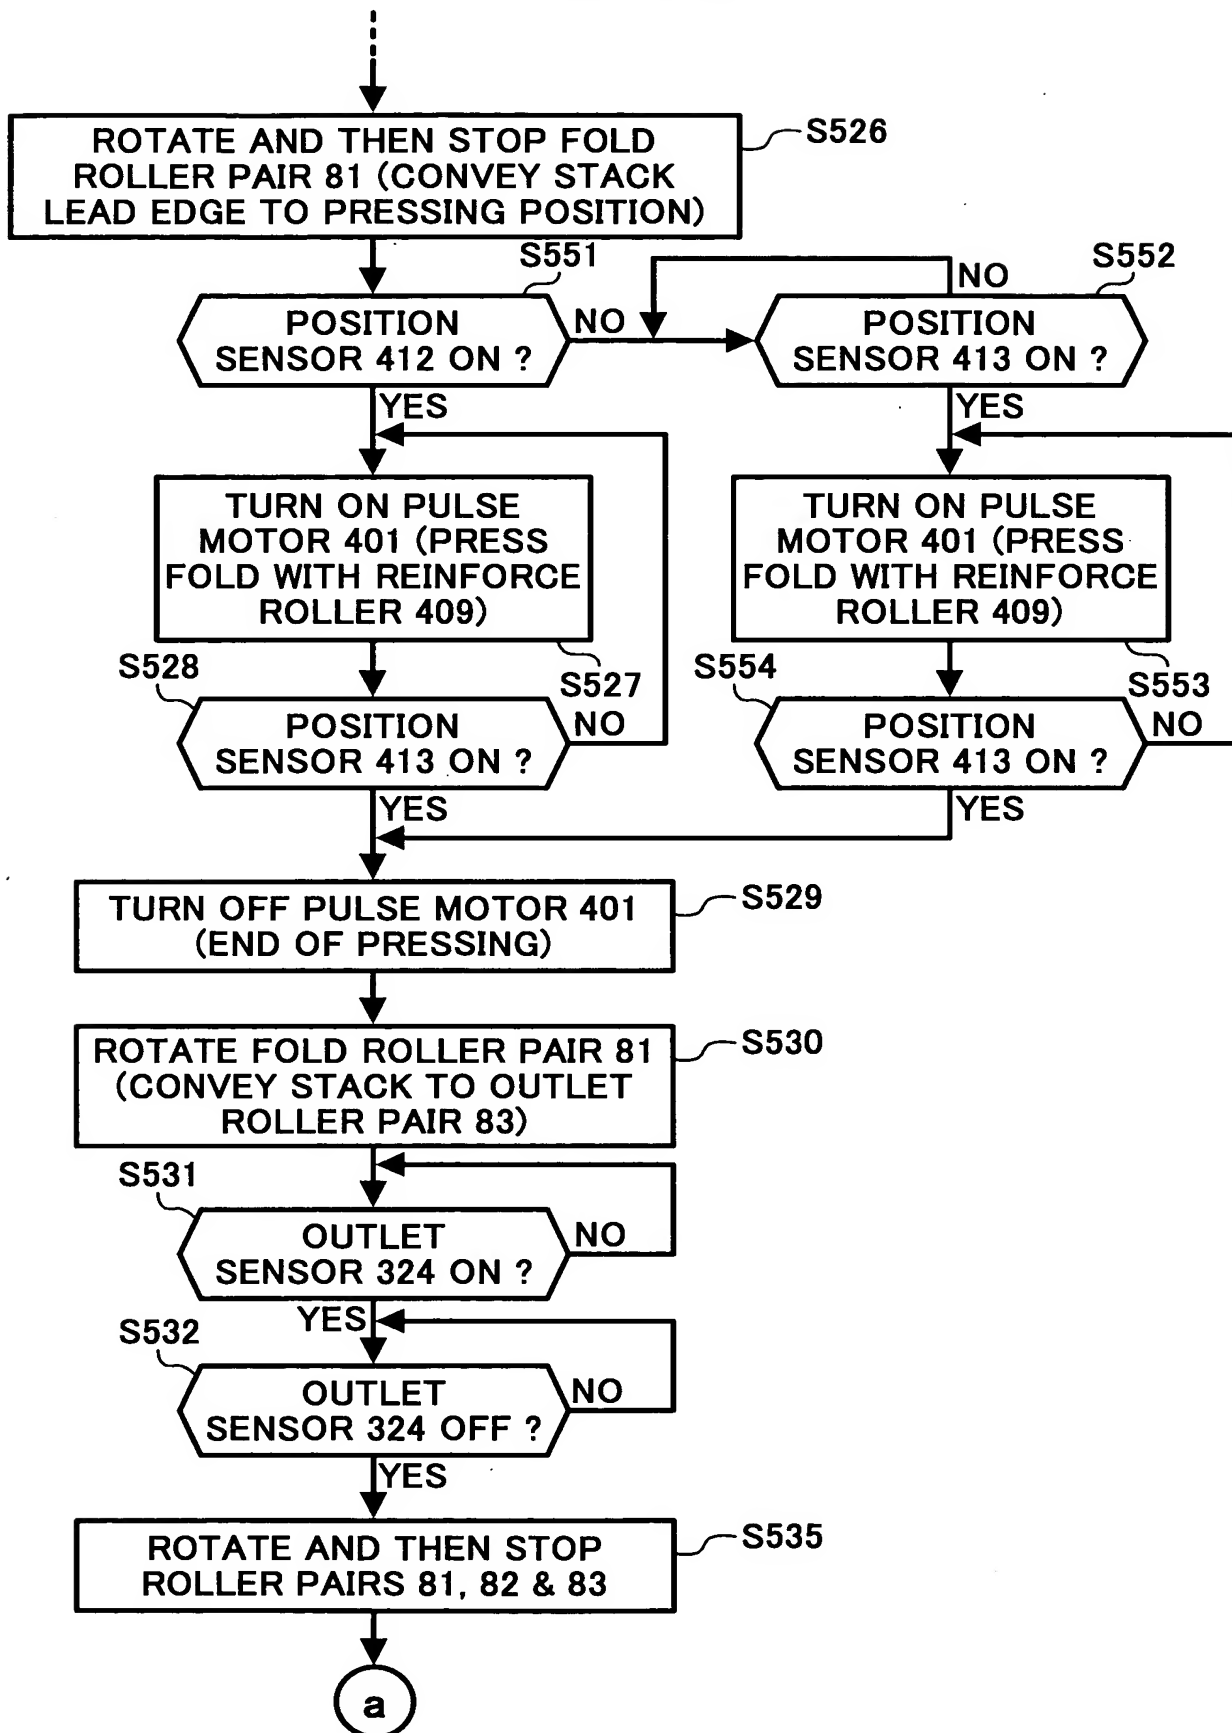 ROTATE AND THEN STOP FOLD
ROLLER PAIR 81 (CONVEY STACK
LEAD EDGE TO PRESSING POSITION)
S526
S551
POSITION
SENSOR 412 ON ?
NO
YES
NO
S552
POSITION
SENSOR 413 ON ?
YES
TURN ON PULSE
MOTOR 401 (PRESS
FOLD WITH REINFORCE
ROLLER 409)
S527
TURN ON PULSE
MOTOR 401 (PRESS
FOLD WITH REINFORCE
ROLLER 409)
S553
S528
POSITION
SENSOR 413 ON ?
NO
YES
S554
POSITION
SENSOR 413 ON ?
NO
YES
TURN OFF PULSE MOTOR 401
(END OF PRESSING)
S529
ROTATE FOLD ROLLER PAIR 81
(CONVEY STACK TO OUTLET
ROLLER PAIR 83)
S530
S531
OUTLET
SENSOR 324 ON ?
NO
YES
S532
OUTLET
SENSOR 324 OFF ?
NO
YES
ROTATE AND THEN STOP
ROLLER PAIRS 81, 82 & 83
S535
a